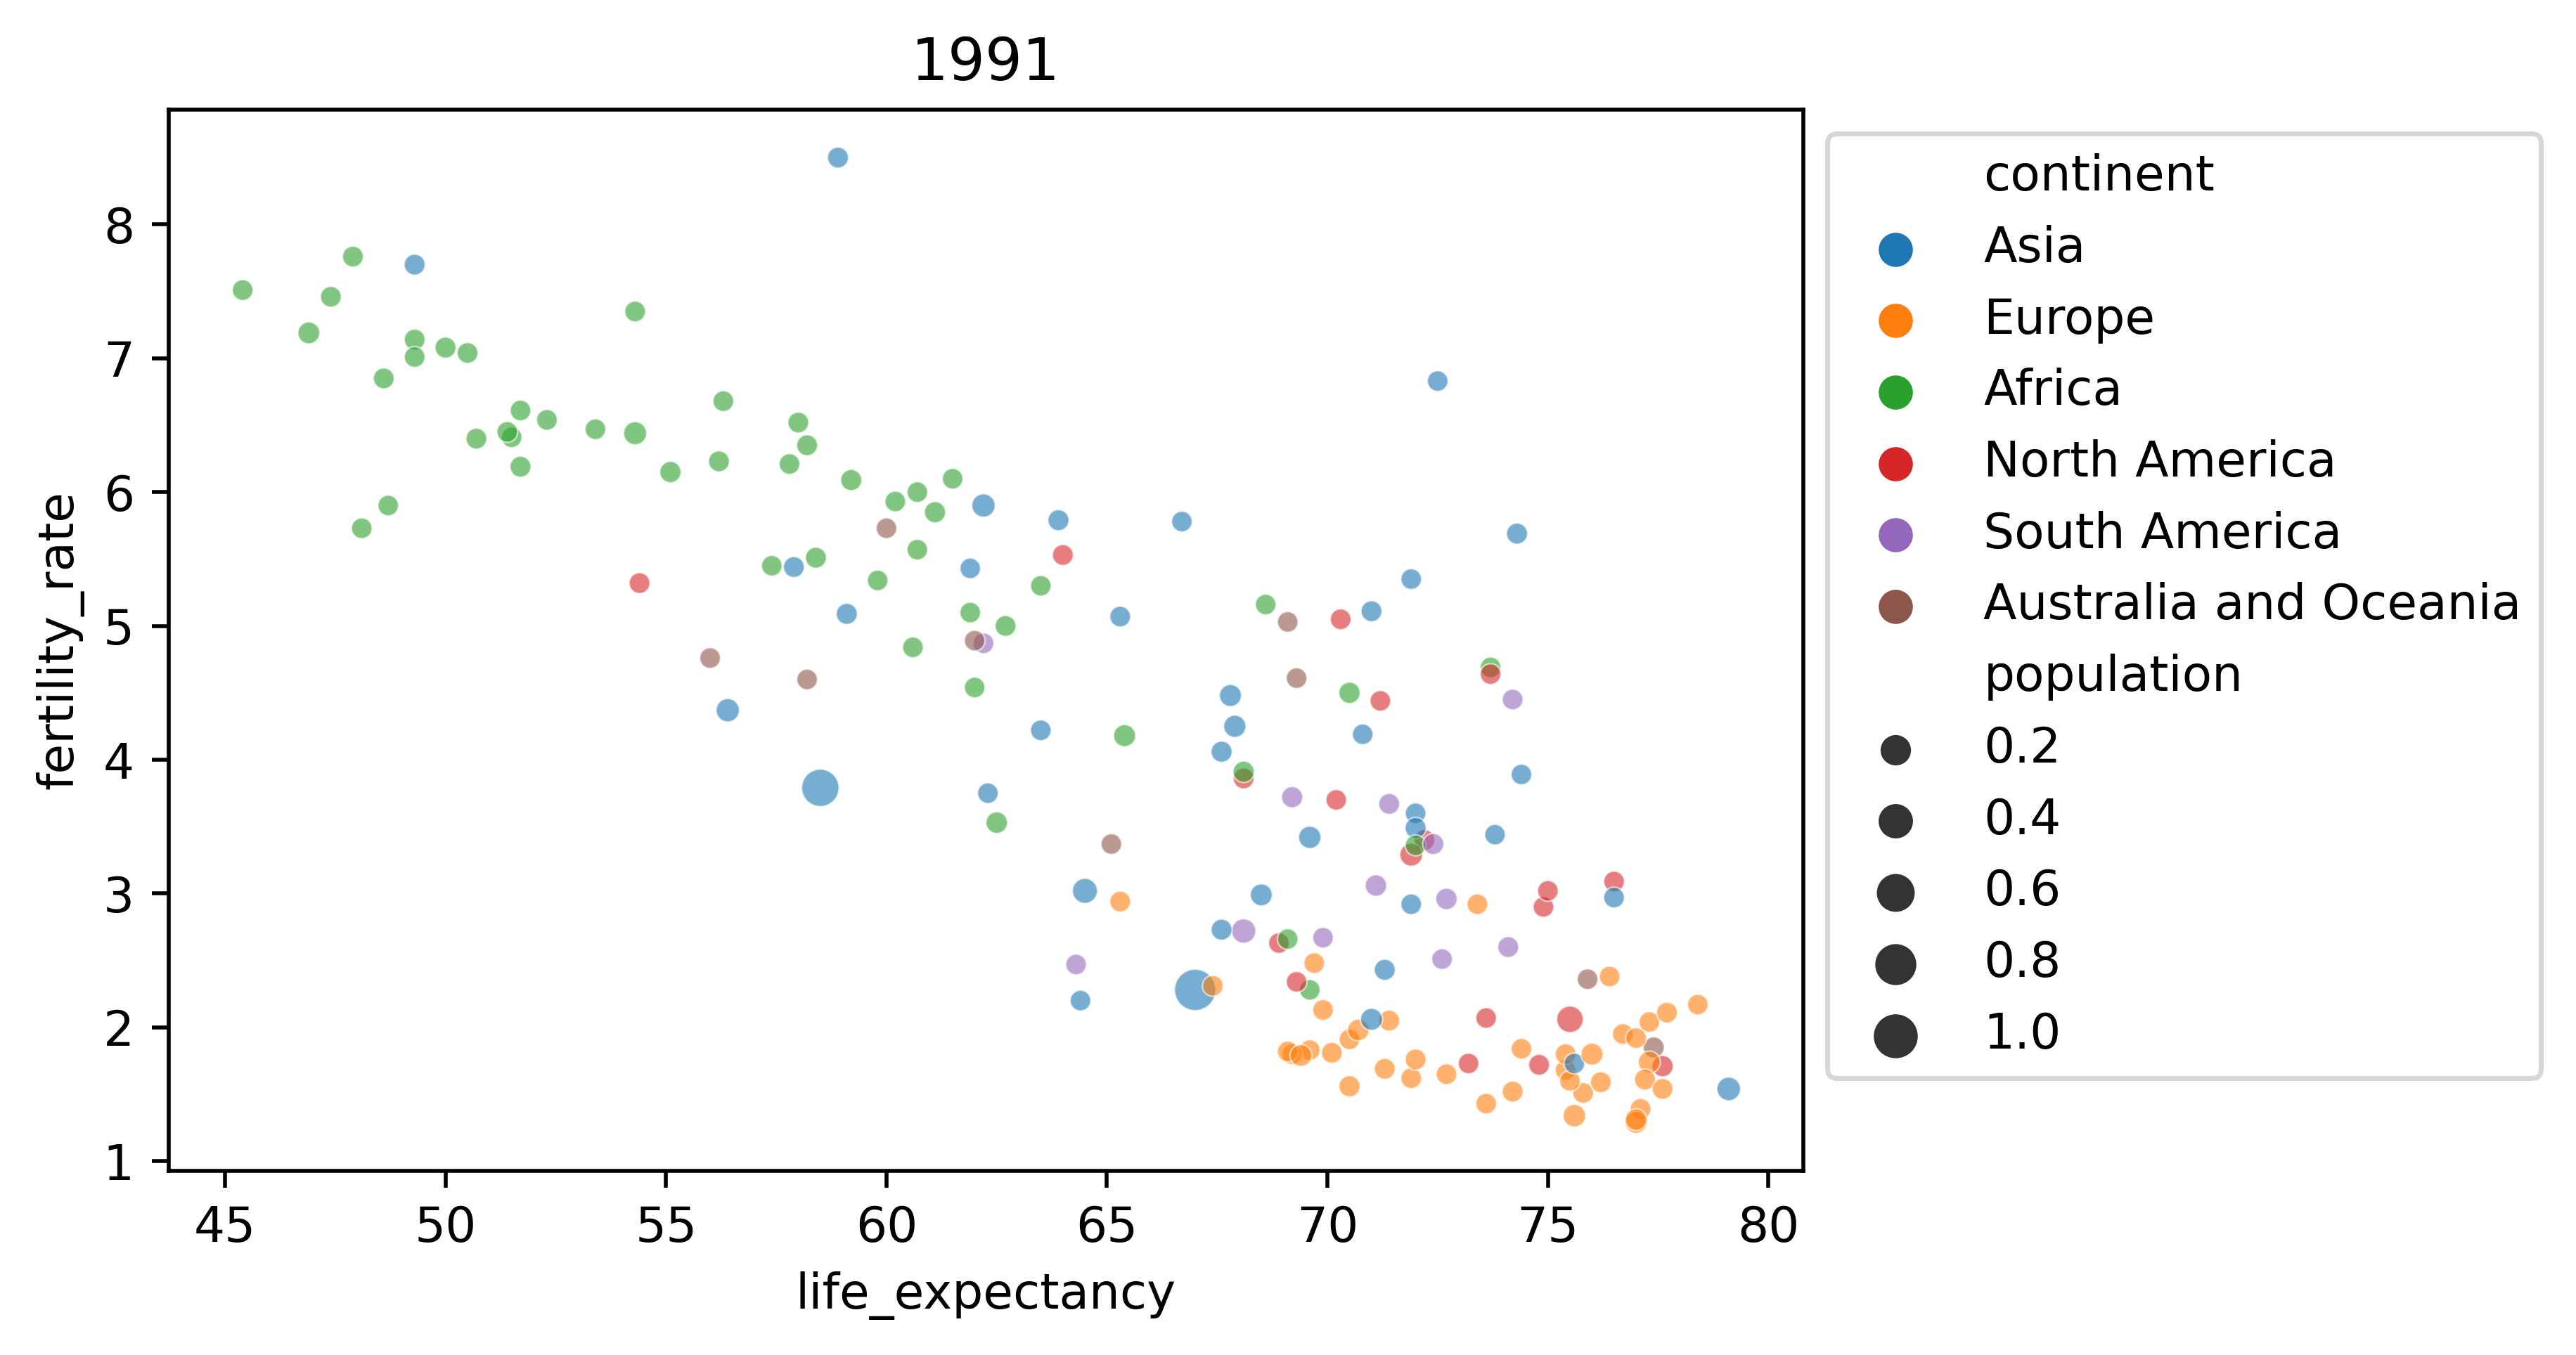 1991
fertility_rate
8
7
6
5
4
3
2
1
45 50 55 60 65 70 75 80
life_expectancy
continent
Asia
Europe
Africa
North America
South America
Australia and Oceania
population
0.2
0.4
0.6
0.8
1.0